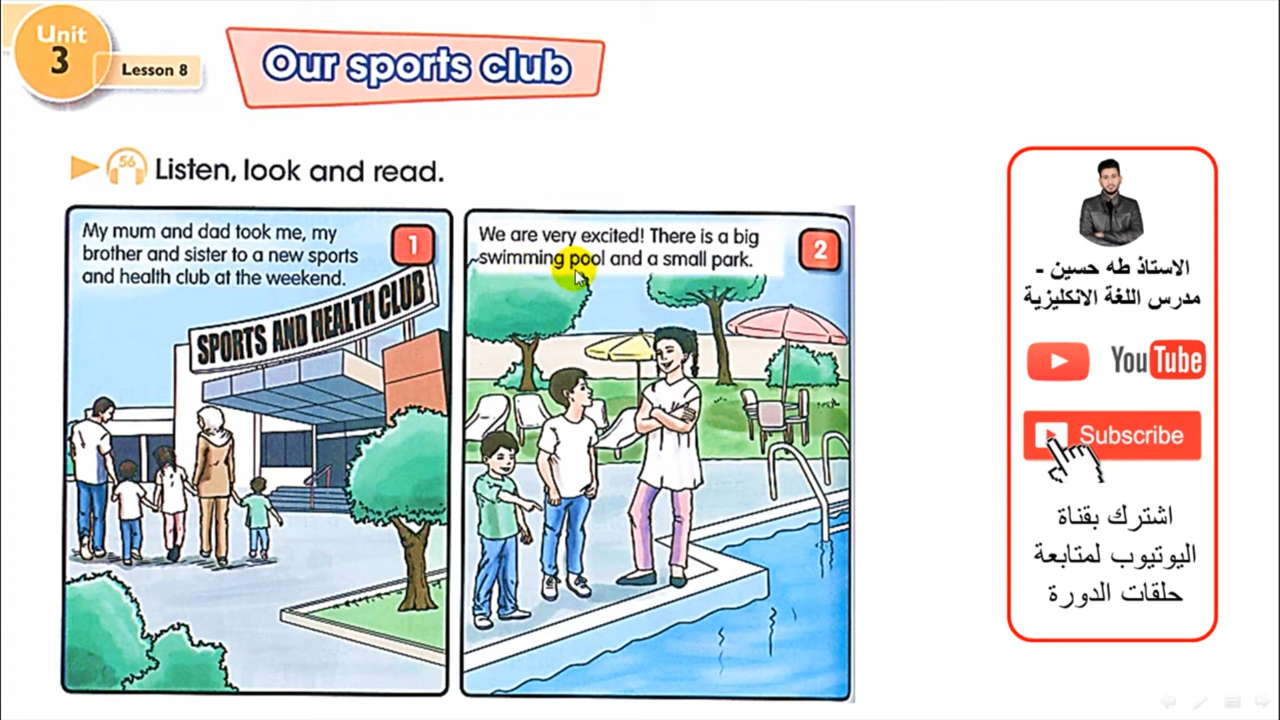 Unit
3
Lesson 8
Our sports club
56
Listen, look and read.
My mum and dad took me, my
brother and sister to a new sports
and health club at the weekend.
1
SPORTS AND HEALTH CLUB
We are very excited! There is a big
swimming pool and a small park.
2
الاستاذ طه حسين -
مدرس اللغة الانكليزية
YouTube
Subscribe
اشترك بقناة
اليوتيوب لمتابعة
حلقات الدورة